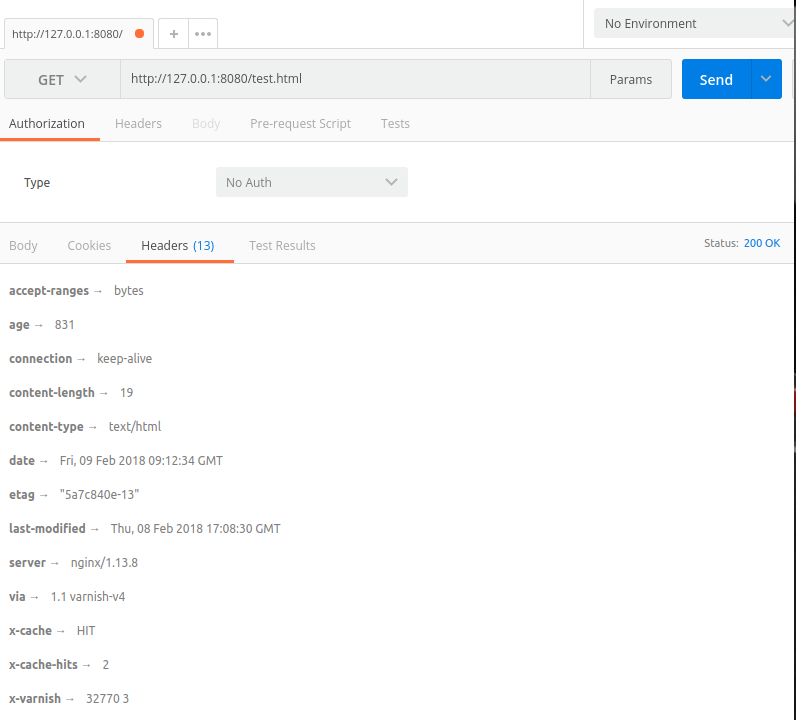 http://127.0.0.1:8080/ + ••• No Environment
GET http://127.0.0.1:8080/test.html Params Send
Authorization Headers Body Pre-request Script Tests
Type No Auth
Body Cookies Headers (13) Test Results Status: 200 OK
accept-ranges → bytes
age → 831
connection → keep-alive
content-length → 19
content-type → text/html
date → Fri, 09 Feb 2018 09:12:34 GMT
etag → "5a7c840e-13"
last-modified → Thu, 08 Feb 2018 17:08:30 GMT
server → nginx/1.13.8
via → 1.1 varnish-v4
x-cache → HIT
x-cache-hits → 2
x-varnish → 32770 3